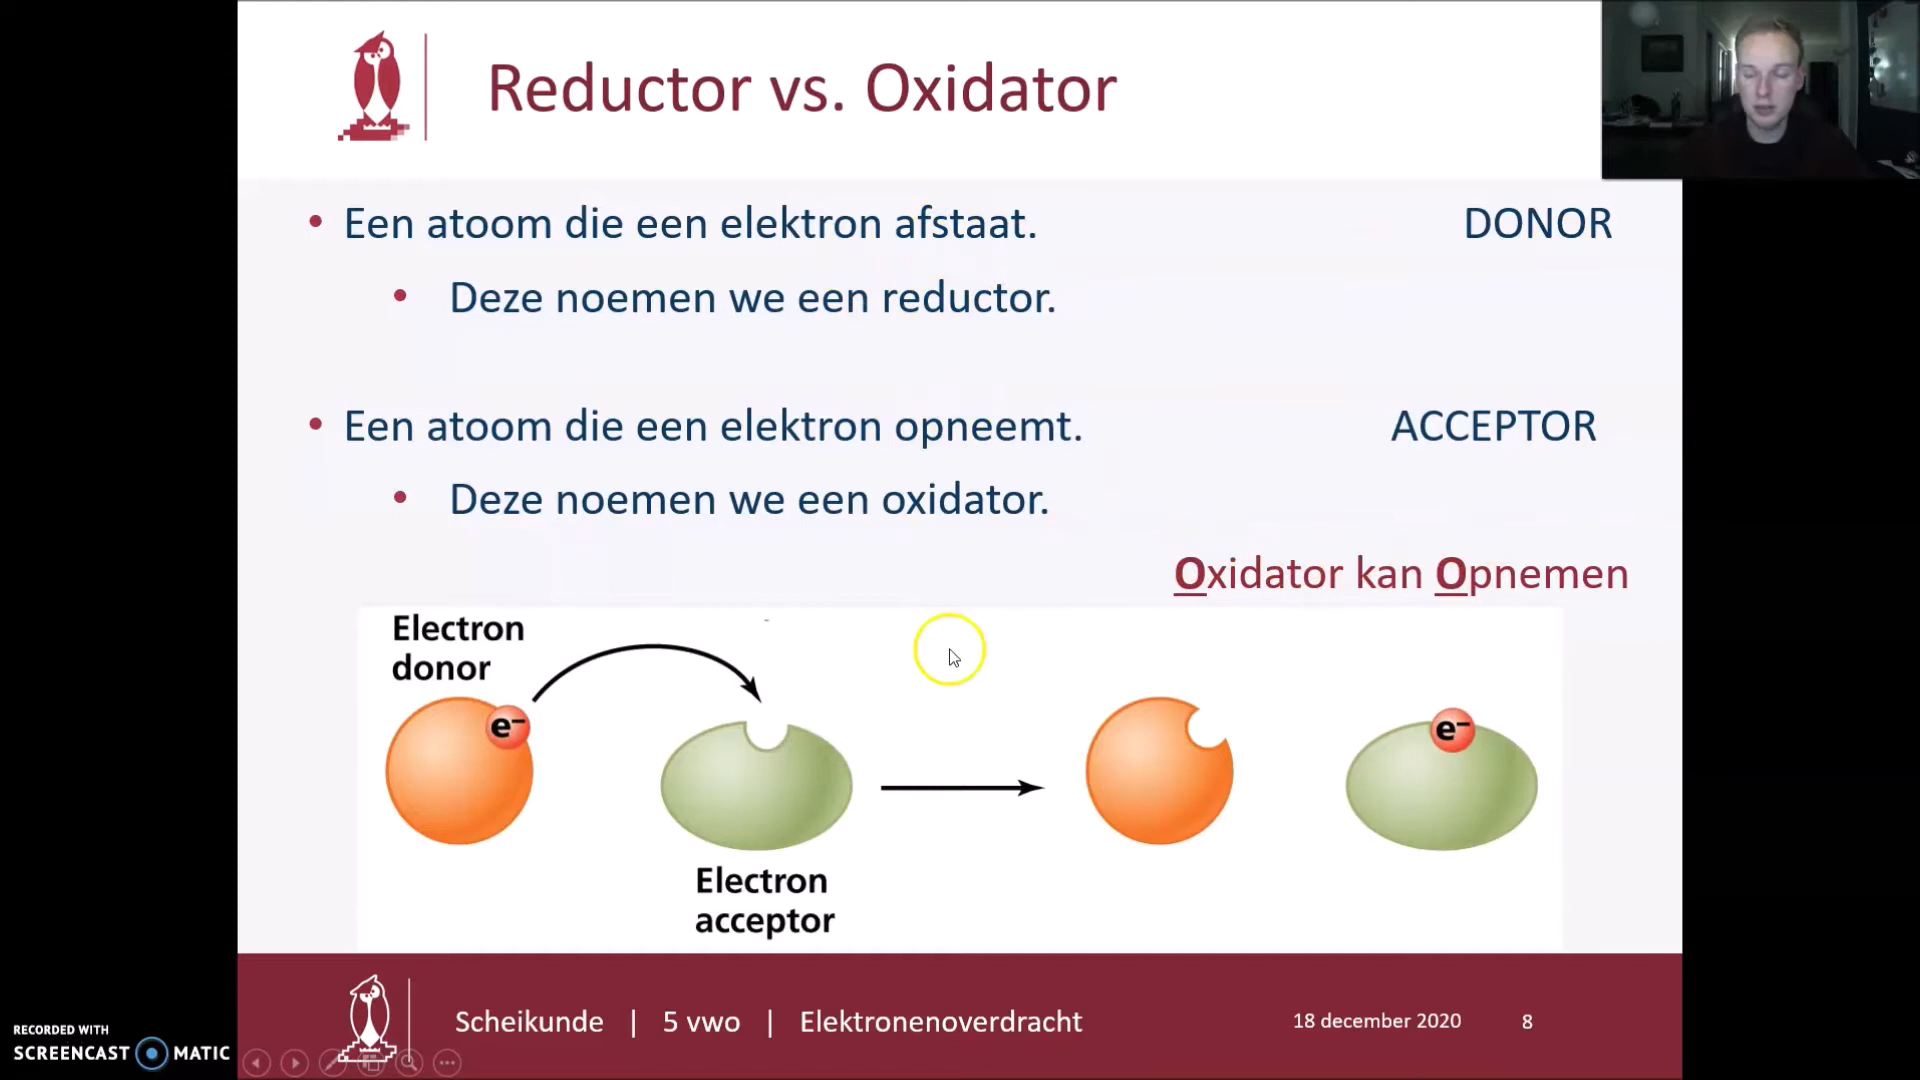 Reductor vs. Oxidator
• Een atoom die een elektron afstaat. DONOR
• Deze noemen we een reductor.
• Een atoom die een elektron opneemt. ACCEPTOR
• Deze noemen we een oxidator.
Oxidator kan Opnemen
Electron
donor
e−
e−
Electron
acceptor
Scheikunde | 5 vwo | Elektronenoverdracht 18 december 2020 8
RECORDED WITH
SCREENCAST MATIC